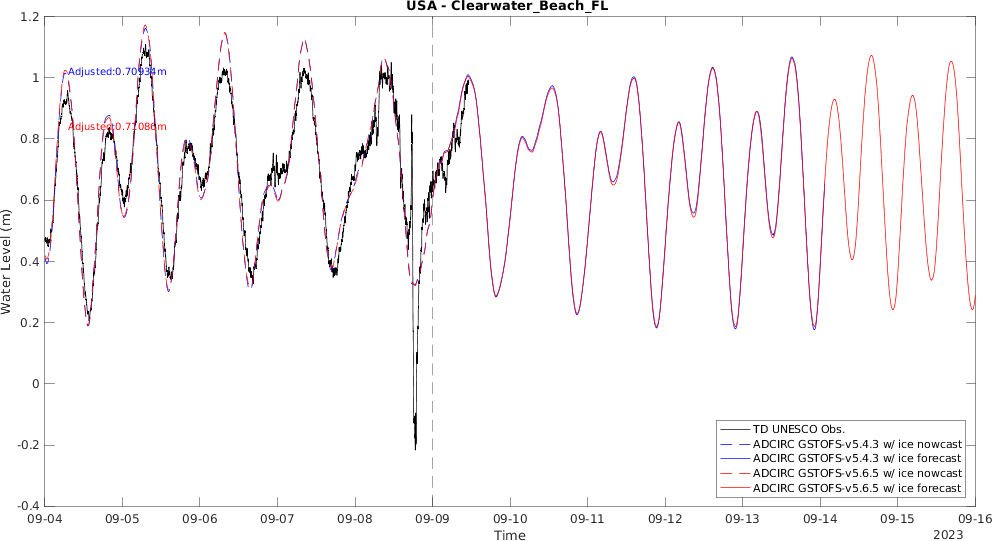 USA - Clearwater_Beach_FL
1.2
1
0.8
0.6
0.4
0.2
0
-0.2
-0.4
Water Level (m)
Adjusted:0.70934m
Adjusted:0.71086m
TD UNESCO Obs.
ADCIRC GSTOFS-v5.4.3 w/ ice nowcast
ADCIRC GSTOFS-v5.4.3 w/ ice forecast
ADCIRC GSTOFS-v5.6.5 w/ ice nowcast
ADCIRC GSTOFS-v5.6.5 w/ ice forecast
09-04 09-05 09-06 09-07 09-08 09-09 09-10 09-11 09-12 09-13 09-14 09-15 09-16
Time
2023